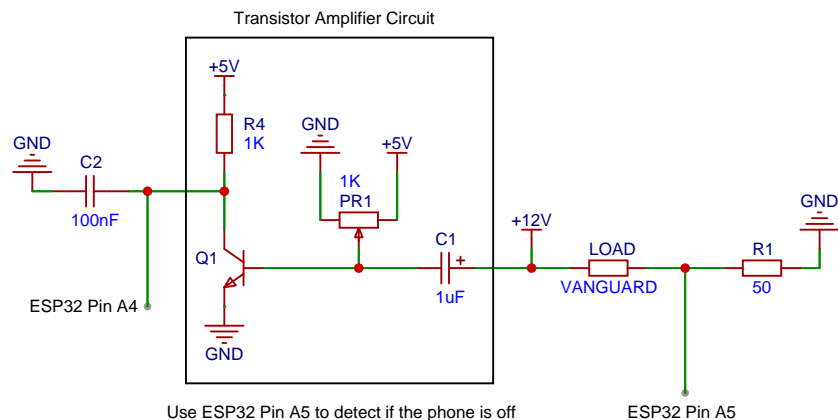 Transistor Amplifier Circuit
+5V
R4
1K
GND
+5V
1K
PR1
GND
C2
100nF
Q1
ESP32 Pin A4
GND
C1
+
1uF
+12V
LOAD
VANGUARD
R1
50
GND
Use ESP32 Pin A5 to detect if the phone is off
ESP32 Pin A5